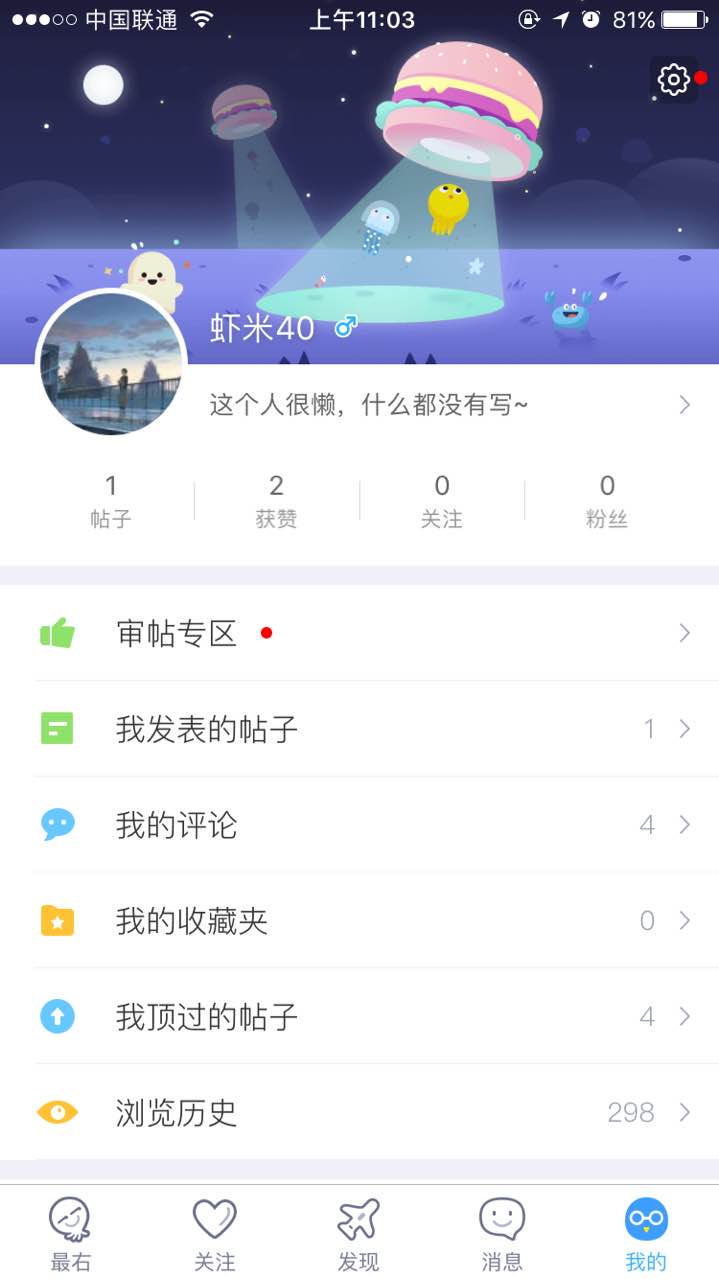 中国联通 上午11:03 81%
虾米40
这个人很懒，什么都没有写~
1 2 0 0
帖子 获赞 关注 粉丝
审帖专区
我发表的帖子 1
我的评论 4
我的收藏夹 0
我顶过的帖子 4
浏览历史 298
最右 关注 发现 消息 我的